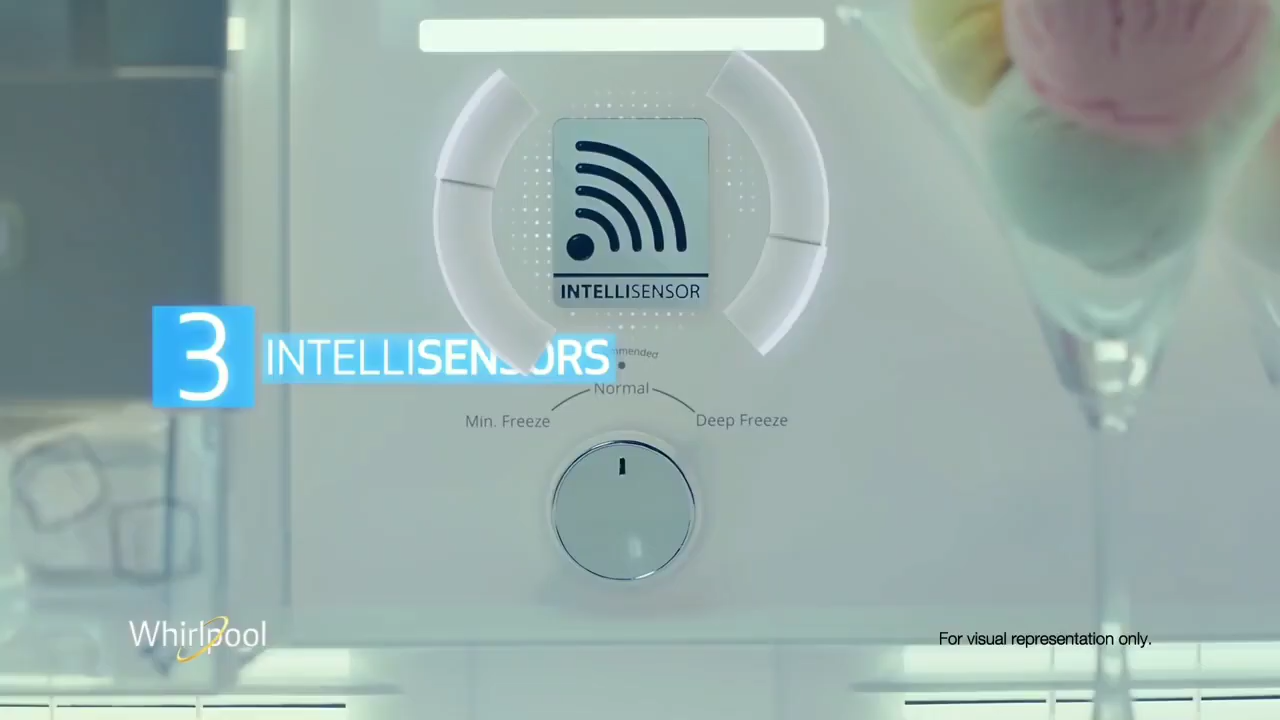 INTELLISENSOR
3 INTELLISENSORS
Normal
Min. Freeze
Deep Freeze
Whirlpool
For visual representation only.